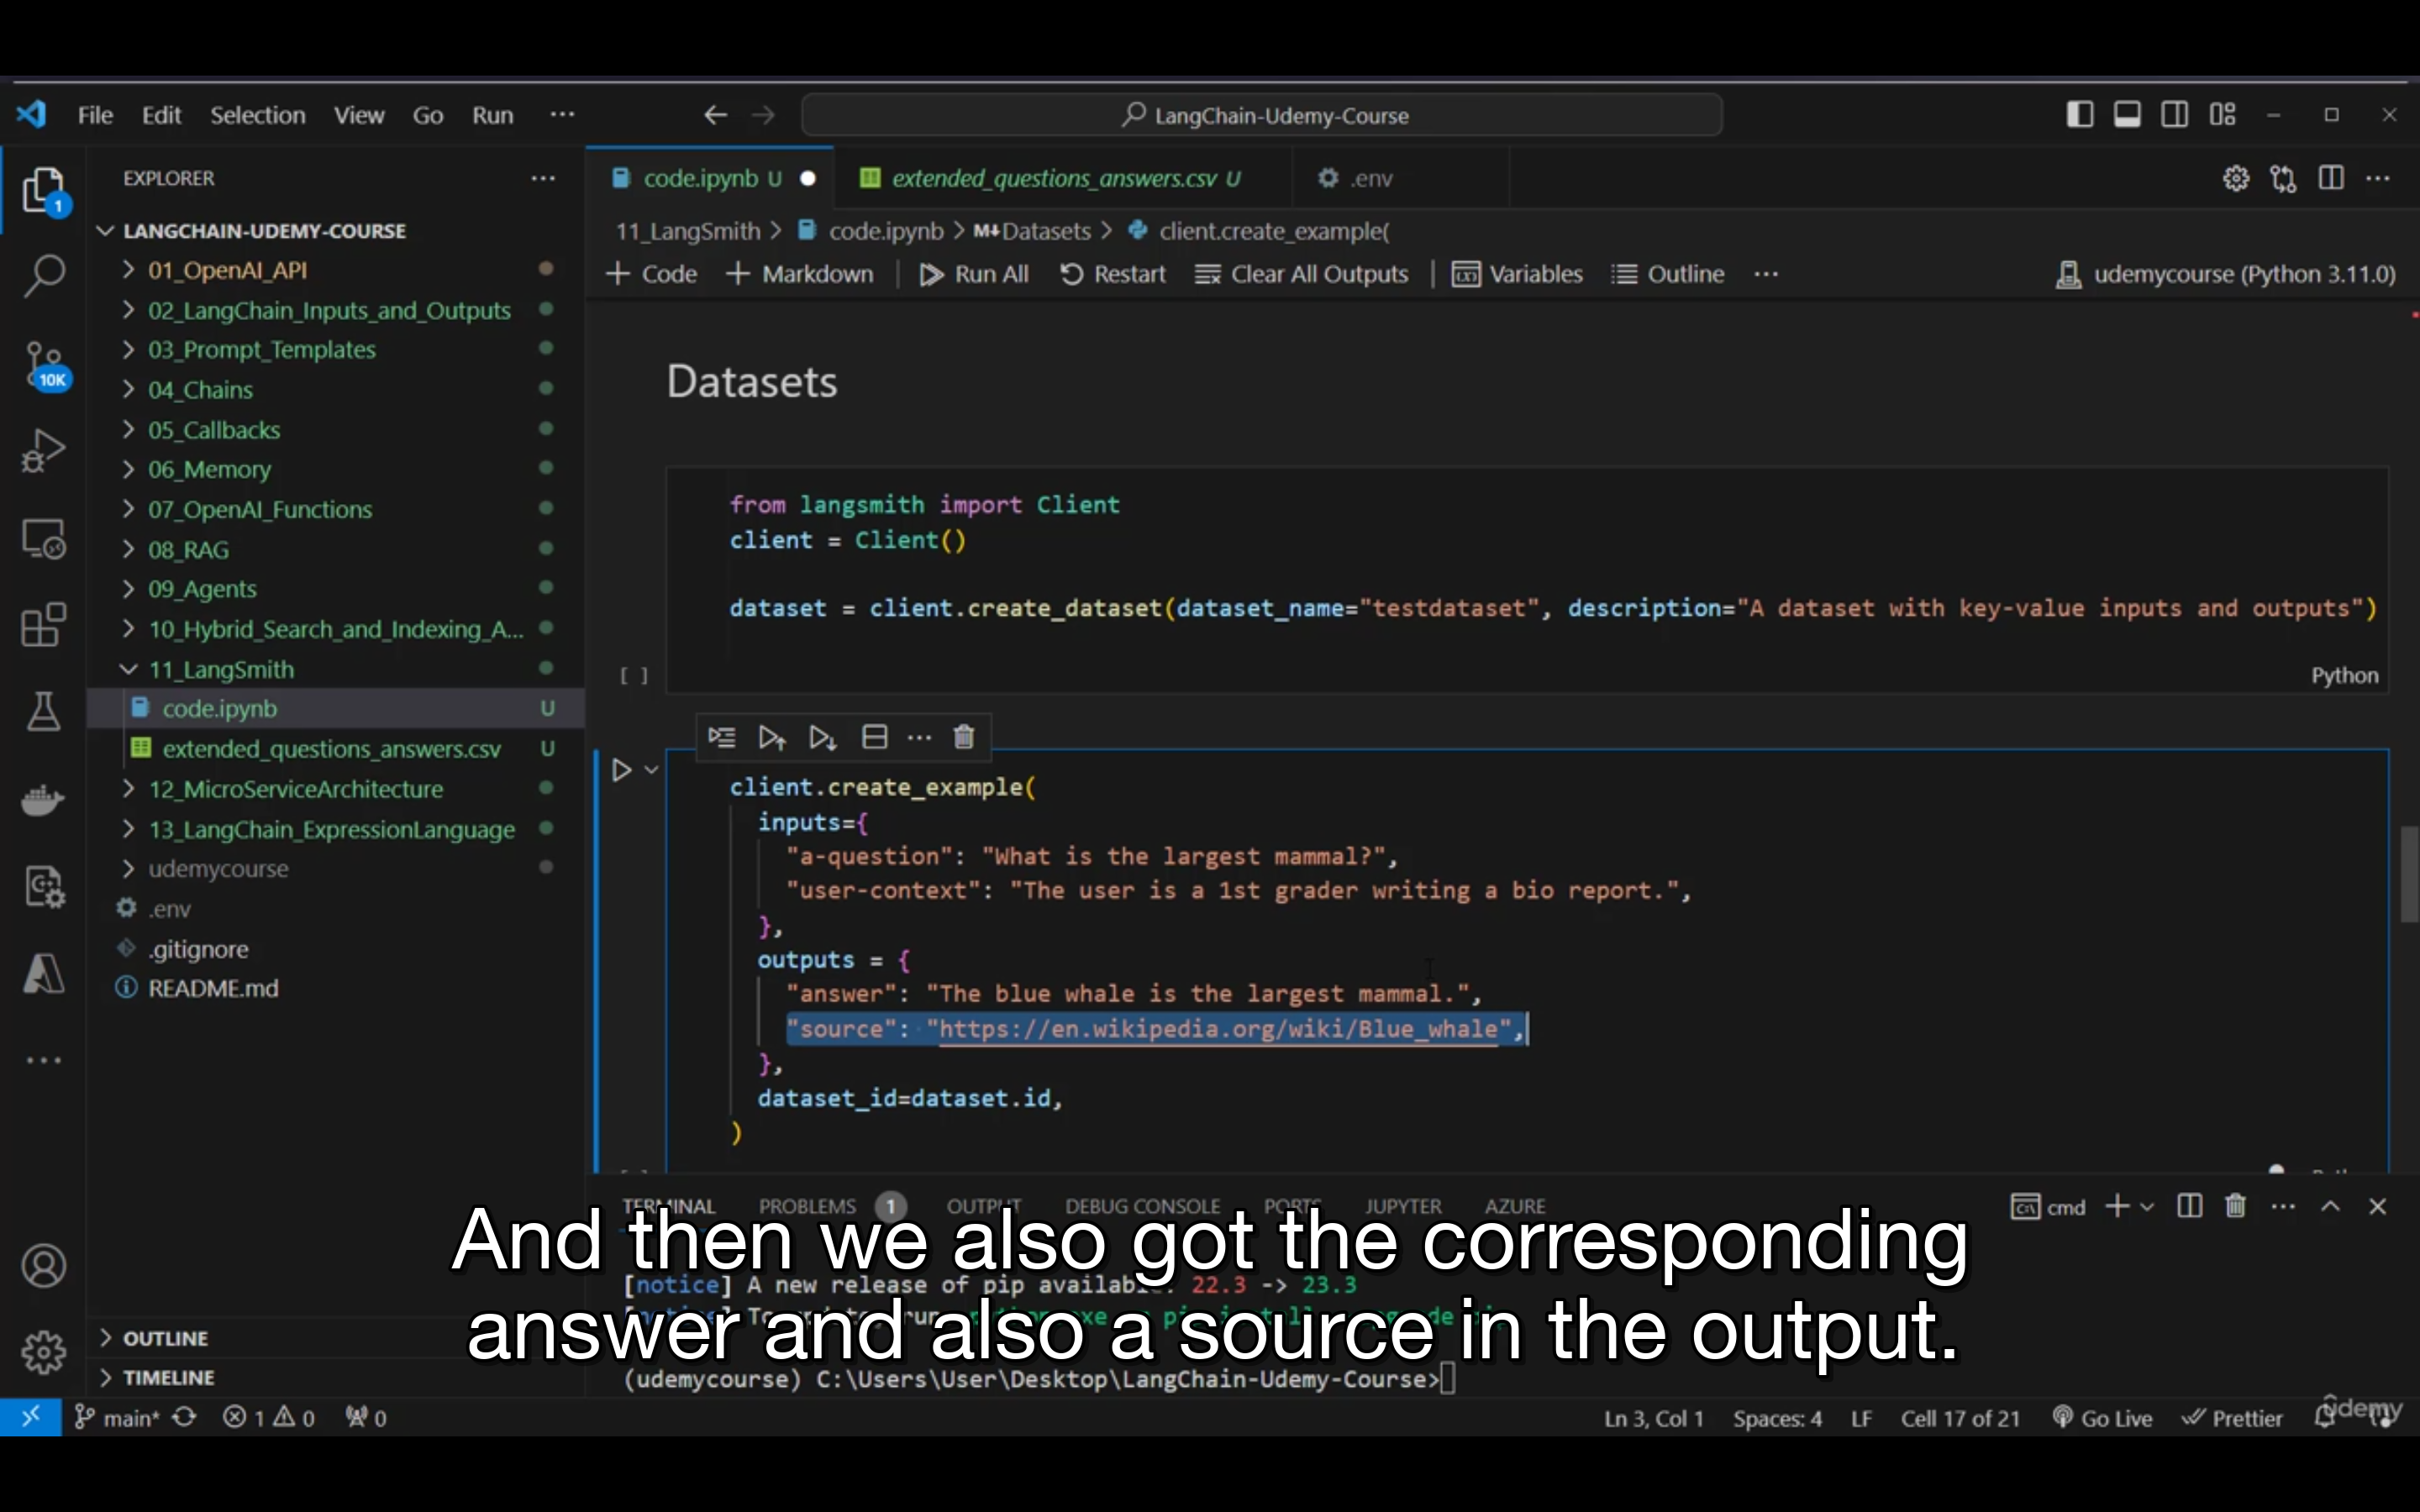 File Edit Selection View Go Run ···
LangChain-Udemy-Course
EXPLORER ···
1
10K
LANGCHAIN-UDEMY-COURSE
01_OpenAI_API
02_LangChain_Inputs_and_Outputs
03_Prompt_Templates
04_Chains
05_Callbacks
06_Memory
07_OpenAI_Functions
08_RAG
09_Agents
10_Hybrid_Search_and_Indexing_A...
11_LangSmith
code.ipynb U
extended_questions_answers.csv U
12_MicroServiceArchitecture
13_LangChain_ExpressionLanguage
udemycourse
.env
.gitignore
README.md
OUTLINE
TIMELINE
code.ipynb U
extended_questions_answers.csv U
.env
11_LangSmith > code.ipynb > M↓Datasets > client.create_example(
+ Code + Markdown | Run All Restart Clear All Outputs | Variables Outline ···
udemycourse (Python 3.11.0)
Datasets
from langsmith import Client
client = Client()
dataset = client.create_dataset(dataset_name="testdataset", description="A dataset with key-value inputs and outputs")
[ ]
Python
client.create_example(
inputs={
"a-question": "What is the largest mammal?",
"user-context": "The user is a 1st grader writing a bio report.",
},
outputs = {
"answer": "The blue whale is the largest mammal.",
"source": "https://en.wikipedia.org/wiki/Blue_whale",
},
dataset_id=dataset.id,
)
TERMINAL PROBLEMS 1 OUTPUT DEBUG CONSOLE PORTS JUPYTER AZURE
cmd
And then we also got the corresponding
[notice] A new release of pip available: 22.3 -> 23.3
answer and also a source in the output.
(udemycourse) C:\Users\User\Desktop\LangChain-Udemy-Course>
main* 1 0 0
Ln 3, Col 1 Spaces: 4 LF Cell 17 of 21 Go Live Prettier
ûdemy